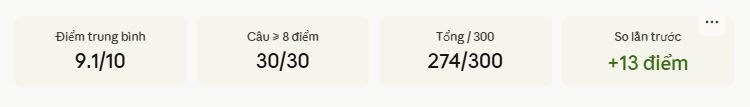 Điểm trung bình
9.1/10
Câu ≥ 8 điểm
30/30
Tổng / 300
274/300
So lần trước
+13 điểm